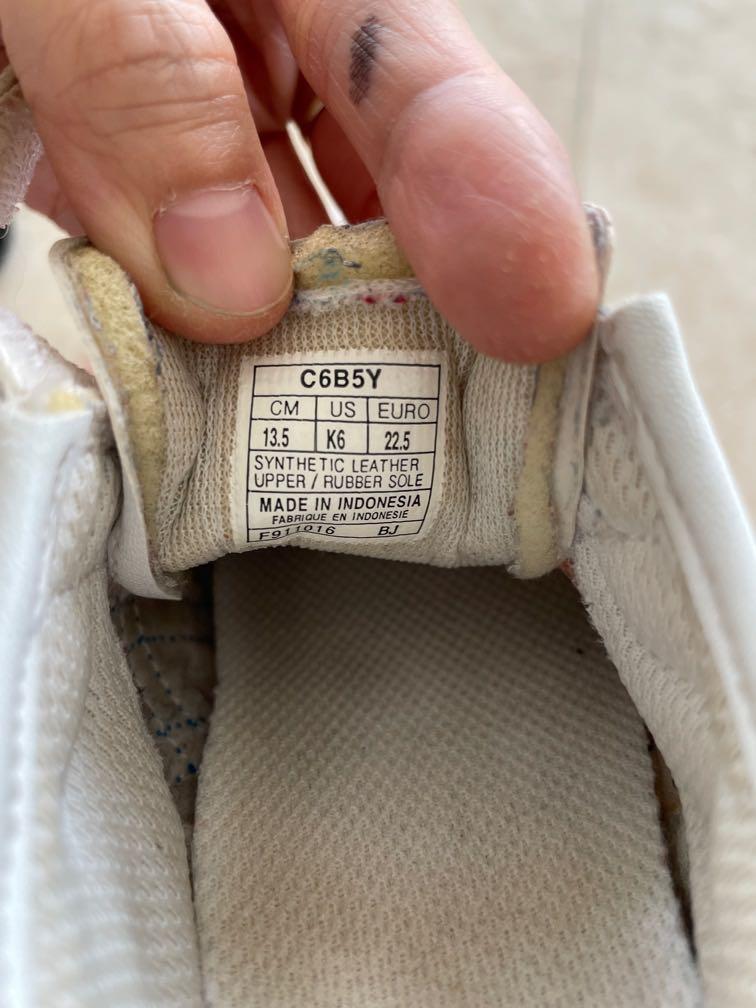 C6B5Y
CM US EURO
13.5 K6 22.5
SYNTHETIC LEATHER
UPPER / RUBBER SOLE
MADE IN INDONESIA
FABRIQUE EN INDONESIE
F911016 BJ